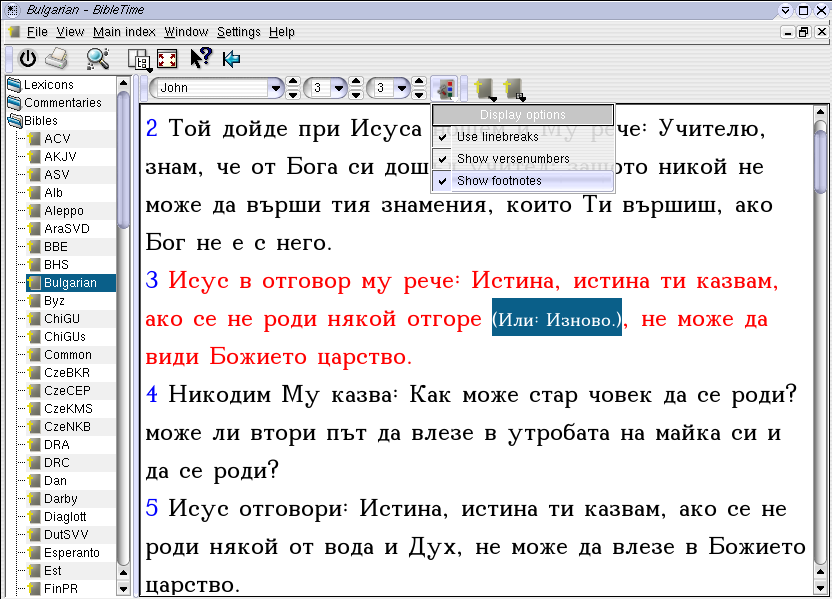 Bulgarian - BibleTime
File View Main index Window Settings Help
Lexicons
Commentaries
Bibles
ACV
AKJV
ASV
Alb
Aleppo
AraSVD
BBE
BHS
Bulgarian
Byz
ChiGU
ChiGUs
Common
CzeBKR
CzeCEP
CzeKMS
CzeNKB
DRA
DRC
Dan
Darby
Diaglott
DutSVV
Esperanto
Est
FinPR
John 3 3
Display options
Use linebreaks
Show versenumbers
Show footnotes
2 Той дойде при Исуса нощем и Му рече: Учителю,
знам, че от Бога си дошъл учител; защото никой не
може да върши тия знамения, които Ти вършиш, ако
Бог не е с него.
3 Исус в отговор му рече: Истина, истина ти казвам,
ако се не роди някой отгоре (Или: Изново.), не може да
види Божието царство.
4 Никодим Му казва: Как може стар човек да се роди?
може ли втори път да влезе в утробата на майка си и
да се роди?
5 Исус отговори: Истина, истина ти казвам, ако се не
роди някой от вода и Дух, не може да влезе в Божието
царство.